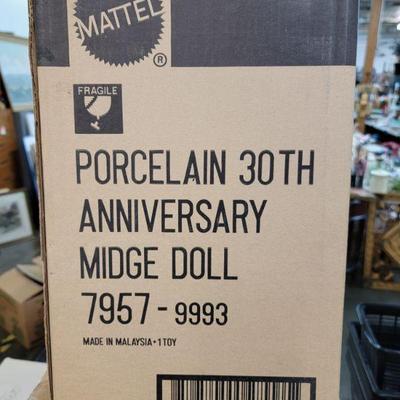 MATTEL
®
FRAGILE
PORCELAIN 30TH
ANNIVERSARY
MIDGE DOLL
7957 - 9993
MADE IN MALAYSIA • 1 TOY